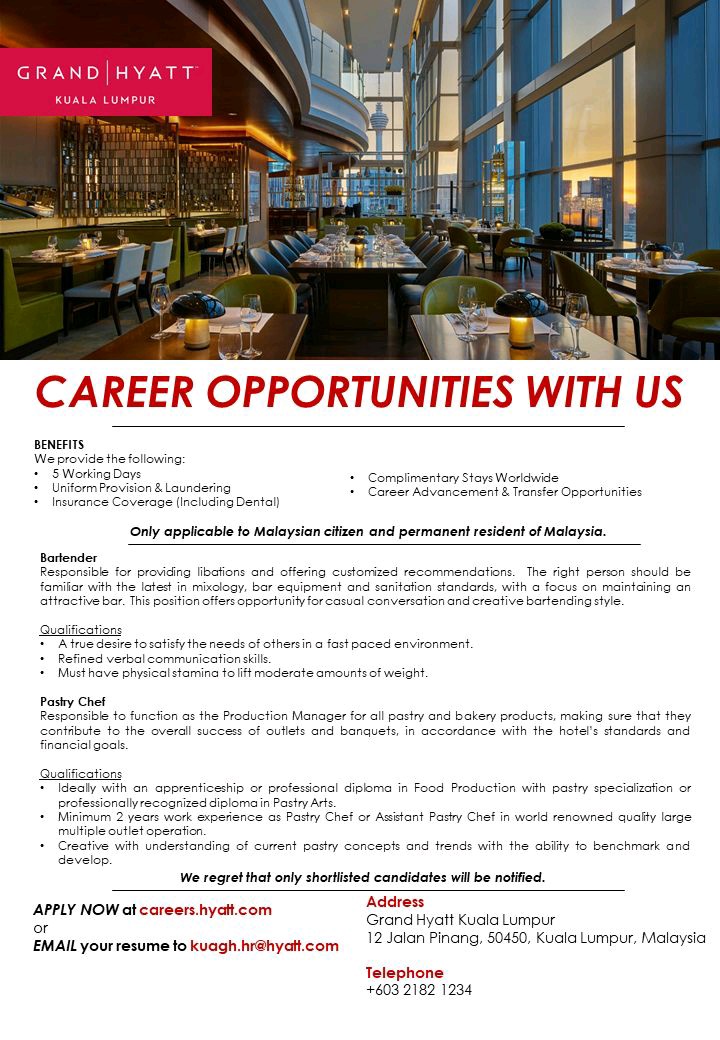 GRAND|HYATT™
KUALA LUMPUR
CAREER OPPORTUNITIES WITH US
BENEFITS
We provide the following:
• 5 Working Days
• Uniform Provision & Laundering
• Insurance Coverage (Including Dental)
• Complimentary Stays Worldwide
• Career Advancement & Transfer Opportunities
Only applicable to Malaysian citizen and permanent resident of Malaysia.
Bartender
Responsible for providing libations and offering customized recommendations. The right person should be
familiar with the latest in mixology, bar equipment and sanitation standards, with a focus on maintaining an
attractive bar. This position offers opportunity for casual conversation and creative bartending style.
Qualifications
• A true desire to satisfy the needs of others in a fast paced environment.
• Refined verbal communication skills.
• Must have physical stamina to lift moderate amounts of weight.
Pastry Chef
Responsible to function as the Production Manager for all pastry and bakery products, making sure that they
contribute to the overall success of outlets and banquets, in accordance with the hotel's standards and
financial goals.
Qualifications
• Ideally with an apprenticeship or professional diploma in Food Production with pastry specialization or
professionally recognized diploma in Pastry Arts.
• Minimum 2 years work experience as Pastry Chef or Assistant Pastry Chef in world renowned quality large
multiple outlet operation.
• Creative with understanding of current pastry concepts and trends with the ability to benchmark and
develop.
We regret that only shortlisted candidates will be notified.
APPLY NOW at careers.hyatt.com
or
EMAIL your resume to kuagh.hr@hyatt.com
Address
Grand Hyatt Kuala Lumpur
12 Jalan Pinang, 50450, Kuala Lumpur, Malaysia
Telephone
+603 2182 1234